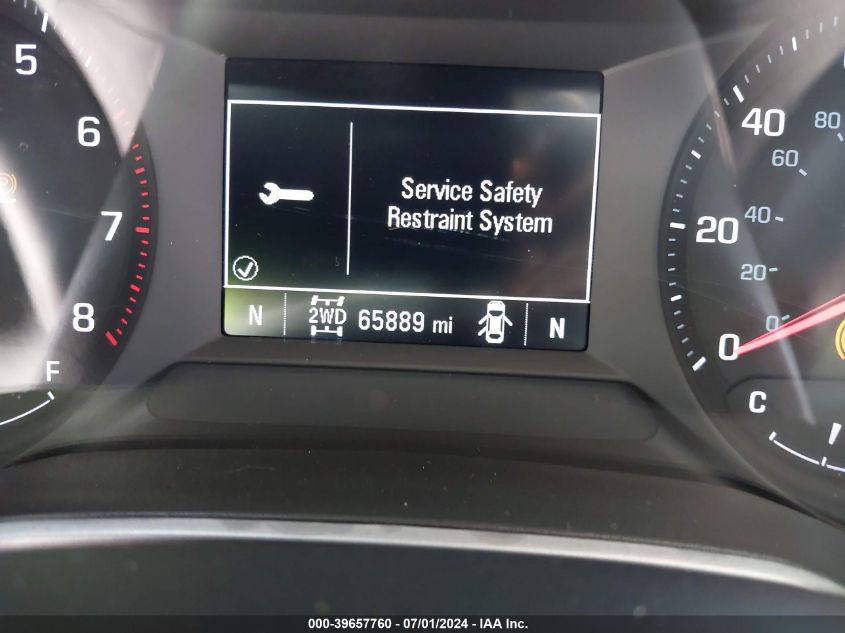 5
6
7
8
F
Service Safety
Restraint System
N
2WD
65889 mi
N
40
20
0
80
60
40
20
0
C
000-39657760 - 07/01/2024 - IAA Inc.